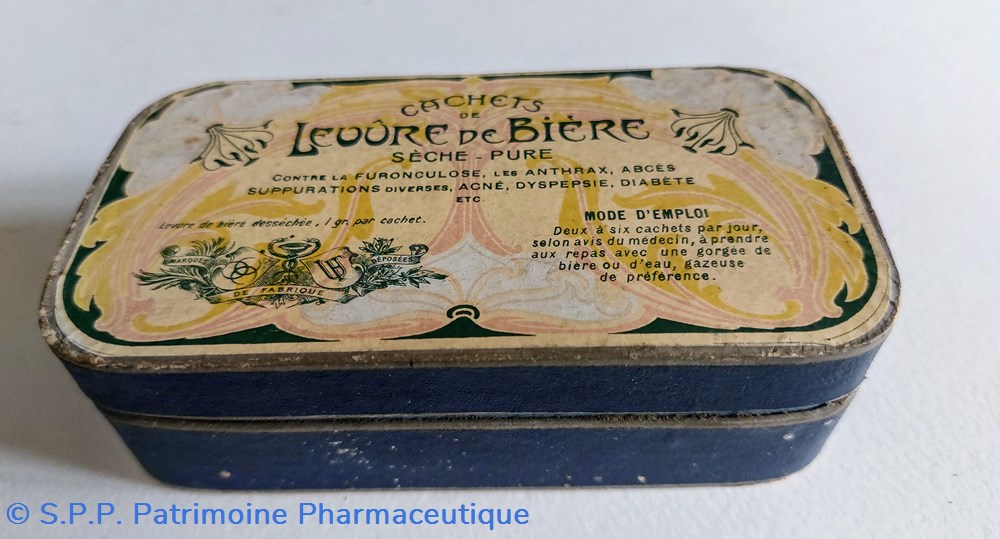 CACHETS
DE
LEVÛRE DE BIÈRE
SÈCHE - PURE
CONTRE LA FURONCULOSE, LES ANTHRAX, ABCÈS
SUPPURATIONS DIVERSES, ACNÉ, DYSPEPSIE, DIABÈTE
ETC.
Levure de bière desséchée, 1 gr. par cachet.
MARQUES DÉPOSÉES
DE FABRIQUE
MODE D'EMPLOI
Deux à six cachets par jour,
selon avis du médecin, à prendre
aux repas avec une gorgée de
bière ou d'eau, gazeuse
de préférence.
© S.P.P. Patrimoine Pharmaceutique